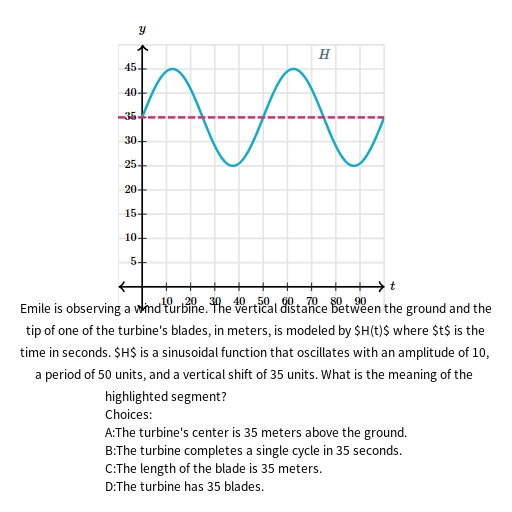 y
H
45
40
35
30
25
20
15
10
5
t
10 20 30 40 50 60 70 80 90
Emile is observing a wind turbine. The vertical distance between the ground and the
tip of one of the turbine's blades, in meters, is modeled by $H(t)$ where $t$ is the
time in seconds. $H$ is a sinusoidal function that oscillates with an amplitude of 10,
a period of 50 units, and a vertical shift of 35 units. What is the meaning of the
highlighted segment?
Choices:
A:The turbine's center is 35 meters above the ground.
B:The turbine completes a single cycle in 35 seconds.
C:The length of the blade is 35 meters.
D:The turbine has 35 blades.